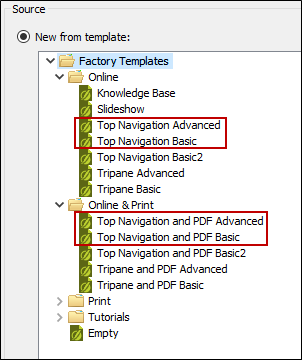 Source
New from template:
Factory Templates
Online
Knowledge Base
Slideshow
Top Navigation Advanced
Top Navigation Basic
Top Navigation Basic2
Tripane Advanced
Tripane Basic
Online & Print
Top Navigation and PDF Advanced
Top Navigation and PDF Basic
Top Navigation and PDF Basic2
Tripane and PDF Advanced
Tripane and PDF Basic
Print
Tutorials
Empty